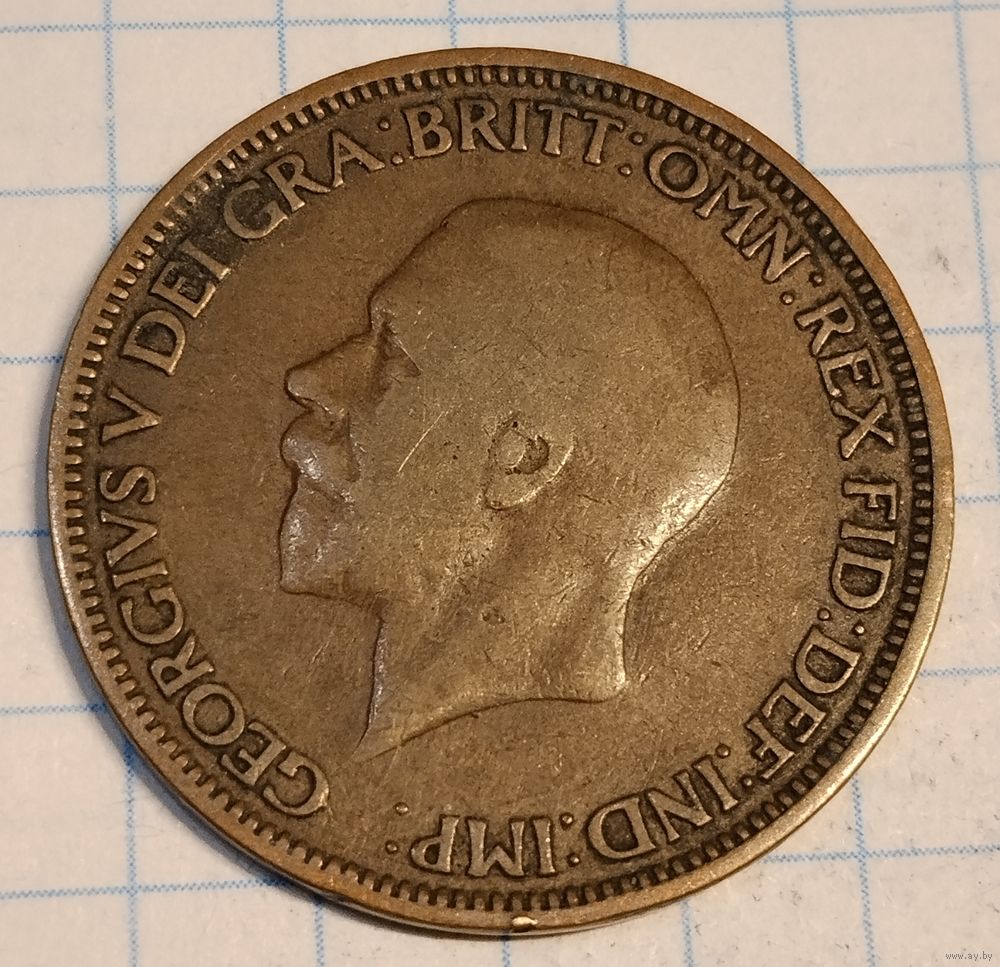 GEORGIVS V DEI GRA: BRITT: OMN: REX FID: DEF: IND: IMP:
www.ay.by